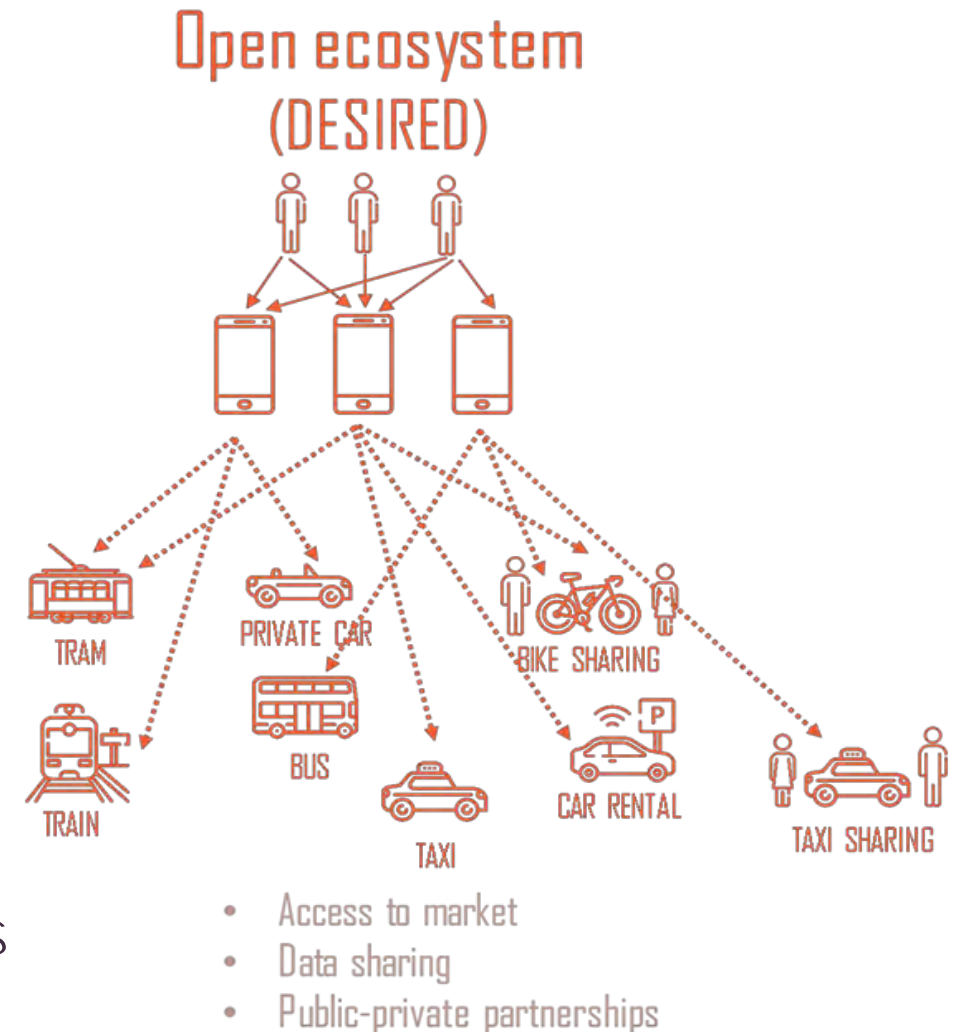 Open ecosystem
(DESIRED)
P
TRAM
PRIVATE CAR
BIKE SHARING
TRAIN
BUS
TAXI
CAR RENTAL
TAXI SHARING
• Access to market
• Data sharing
• Public-private partnerships